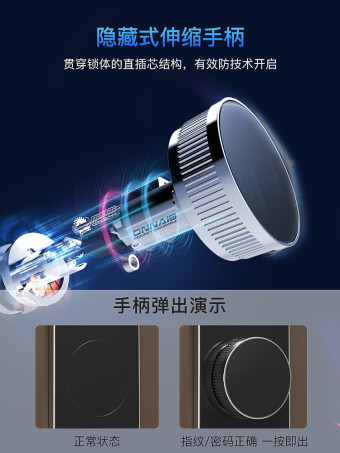 隐藏式伸缩手柄
贯穿锁体的直插芯结构，有效防技术开启
手柄弹出演示
正常状态
指纹/密码正确 一按即出